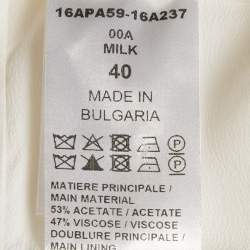 16APA59-16A237
00A
MILK
40
MADE IN
BULGARIA
MATIERE PRINCIPALE /
MAIN MATERIAL
53% ACETATE / ACETATE
47% VISCOSE / VISCOSE
DOUBLURE PRINCIPALE /
MAIN LINING